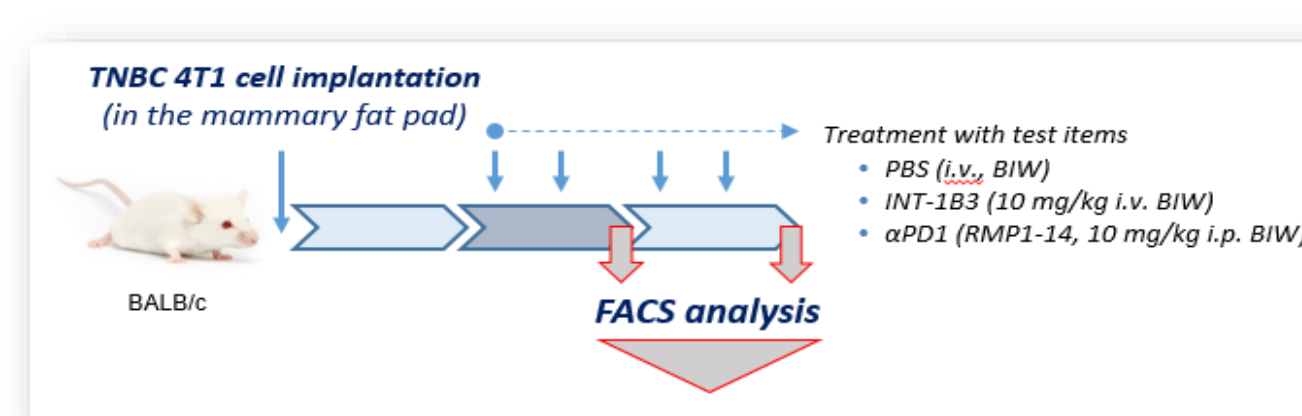 TNBC 4T1 cell implantation
(in the mammary fat pad)
Treatment with test items
• PBS (i.v., BIW)
• INT-1B3 (10 mg/kg i.v. BIW)
• αPD1 (RMP1-14, 10 mg/kg i.p. BIW)
BALB/c
FACS analysis